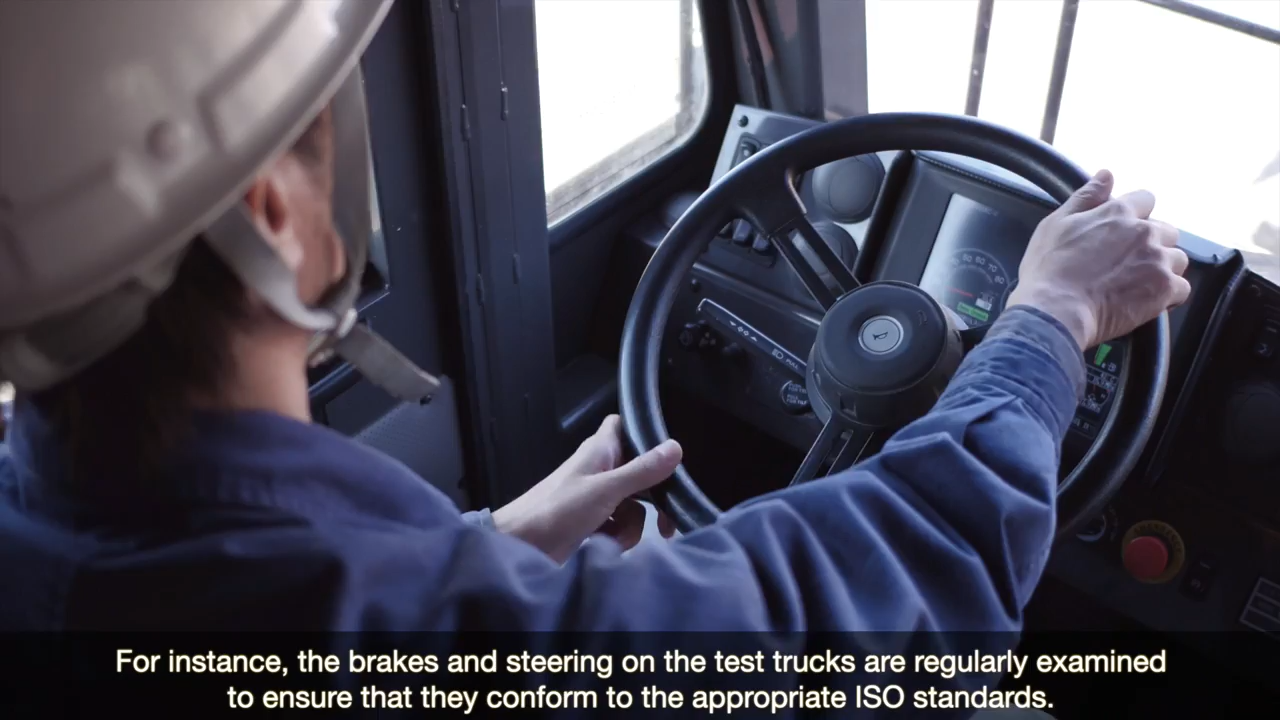 For instance, the brakes and steering on the test trucks are regularly examined
to ensure that they conform to the appropriate ISO standards.